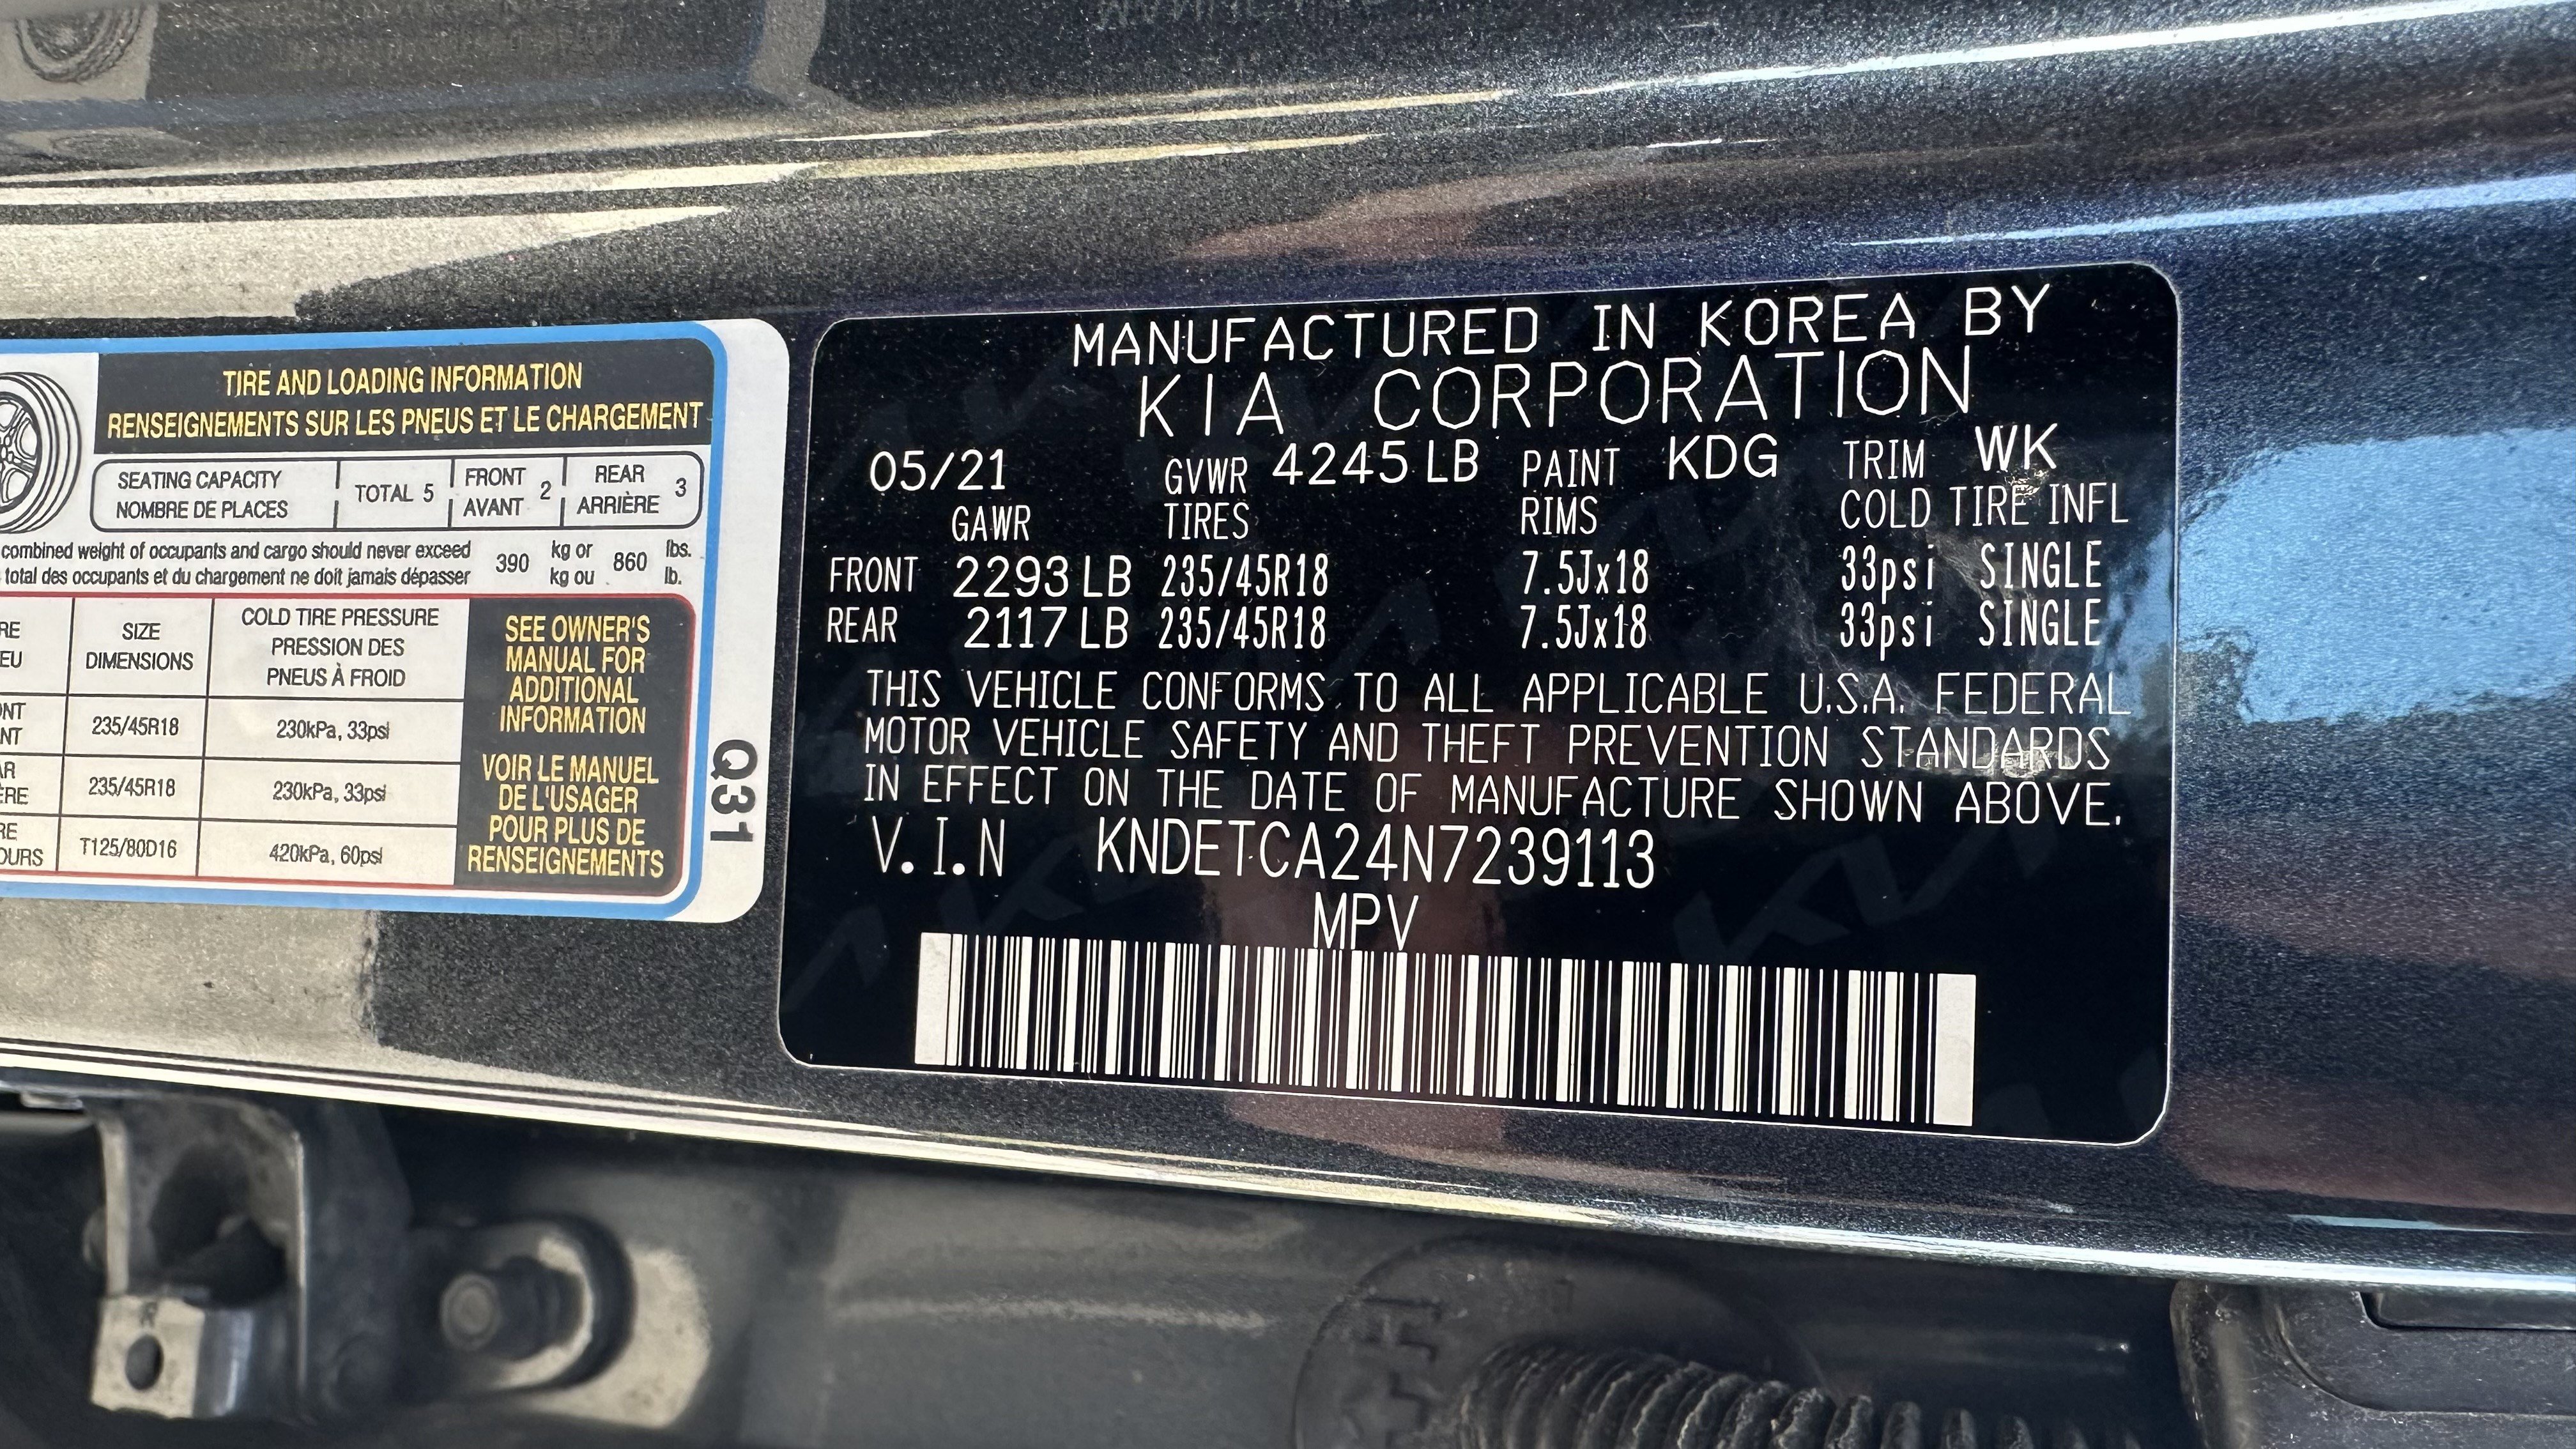 TIRE AND LOADING INFORMATION
RENSEIGNEMENTS SUR LES PNEUS ET LE CHARGEMENT
SEATING CAPACITY
NOMBRE DE PLACES
TOTAL 5
FRONT
AVANT 2
REAR
ARRIÈRE 3
combined weight of occupants and cargo should never exceed
total des occupants et du chargement ne doit jamais dépasser
390 kg or
kg ou 860 lbs.
lb.
SIZE
DIMENSIONS
COLD TIRE PRESSURE
PRESSION DES
PNEUS À FROID
235/45R18 230kPa, 33psi
235/45R18 230kPa, 33psi
T125/80D16 420kPa, 60psi
SEE OWNER'S
MANUAL FOR
ADDITIONAL
INFORMATION
VOIR LE MANUEL
DE L'USAGER
POUR PLUS DE
RENSEIGNEMENTS
Q31
MANUFACTURED IN KOREA BY
KIA CORPORATION
05/21 GVWR 4245 LB PAINT KDG TRIM WK
GAWR TIRES RIMS COLD TIRE INFL
FRONT 2293 LB 235/45R18 7.5Jx18 33psi SINGLE
REAR 2117 LB 235/45R18 7.5Jx18 33psi SINGLE
THIS VEHICLE CONFORMS TO ALL APPLICABLE U.S.A. FEDERAL
MOTOR VEHICLE SAFETY AND THEFT PREVENTION STANDARDS
IN EFFECT ON THE DATE OF MANUFACTURE SHOWN ABOVE.
V.I.N KNDETCA24N7239113
MPV